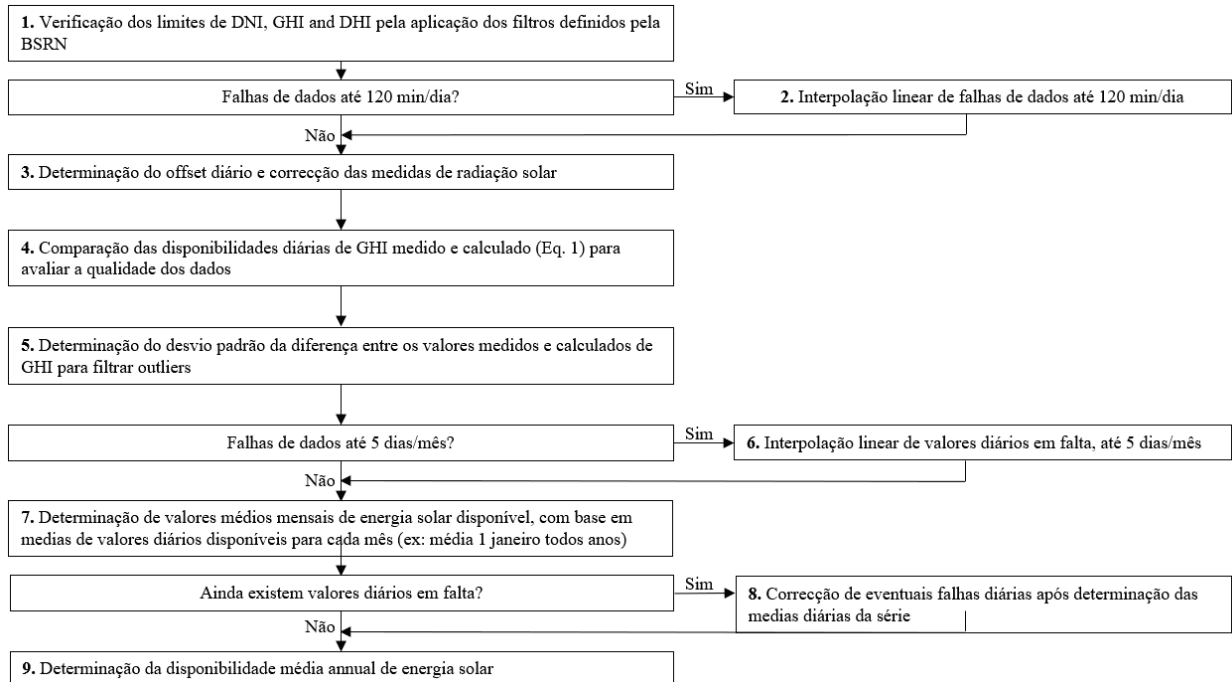 1. Verificação dos limites de DNI, GHI and DHI pela aplicação dos filtros definidos pela
BSRN
Falhas de dados até 120 min/dia?
Sim
2. Interpolação linear de falhas de dados até 120 min/dia
Não
3. Determinação do offset diário e correcção das medidas de radiação solar
4. Comparação das disponibilidades diárias de GHI medido e calculado (Eq. 1) para
avaliar a qualidade dos dados
5. Determinação do desvio padrão da diferença entre os valores medidos e calculados de
GHI para filtrar outliers
Falhas de dados até 5 dias/mês?
Sim
6. Interpolação linear de valores diários em falta, até 5 dias/mês
Não
7. Determinação de valores médios mensais de energia solar disponível, com base em
medias de valores diários disponíveis para cada mês (ex: média 1 janeiro todos anos)
Ainda existem valores diários em falta?
Sim
8. Correcção de eventuais falhas diárias após determinação das
medias diárias da série
Não
9. Determinação da disponibilidade média annual de energia solar